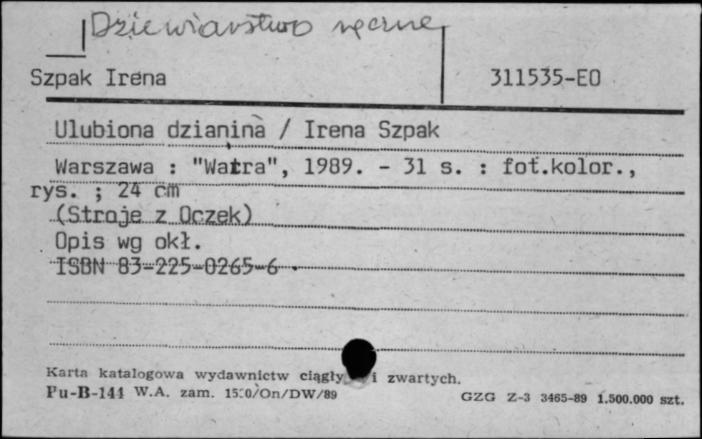 Dziewiarstwo ręczne
Szpak Irena 311535-EO
Ulubiona dzianina / Irena Szpak
Warszawa : "Watra", 1989. - 31 s. : fot.kolor.,
rys. ; 24 cm
(Stroje z Oczek)
Opis wg okł.
ISBN 83-225-0265-6 .
Karta katalogowa wydawnictw ciągły i zwartych.
Pu-B-144 W.A. zam. /On/DW/89 GZG Z-3 3465-89 1.500.000 szt.